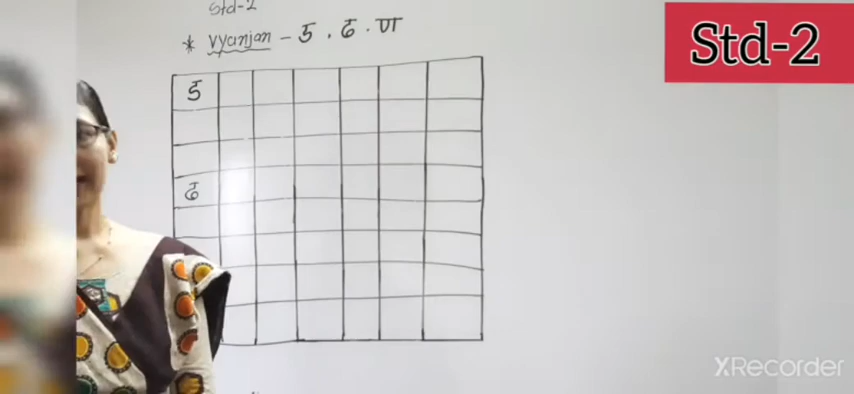 Std-2
* Vyanjan - ड . ढ . ण
ड
ढ
Std-2
XRecorder